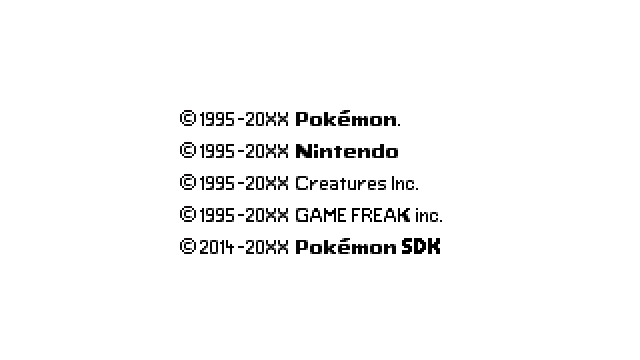 ©1995-20XX Pokémon.
©1995-20XX Nintendo
©1995-20XX Creatures Inc.
©1995-20XX GAME FREAK inc.
©2014-20XX Pokémon SDK